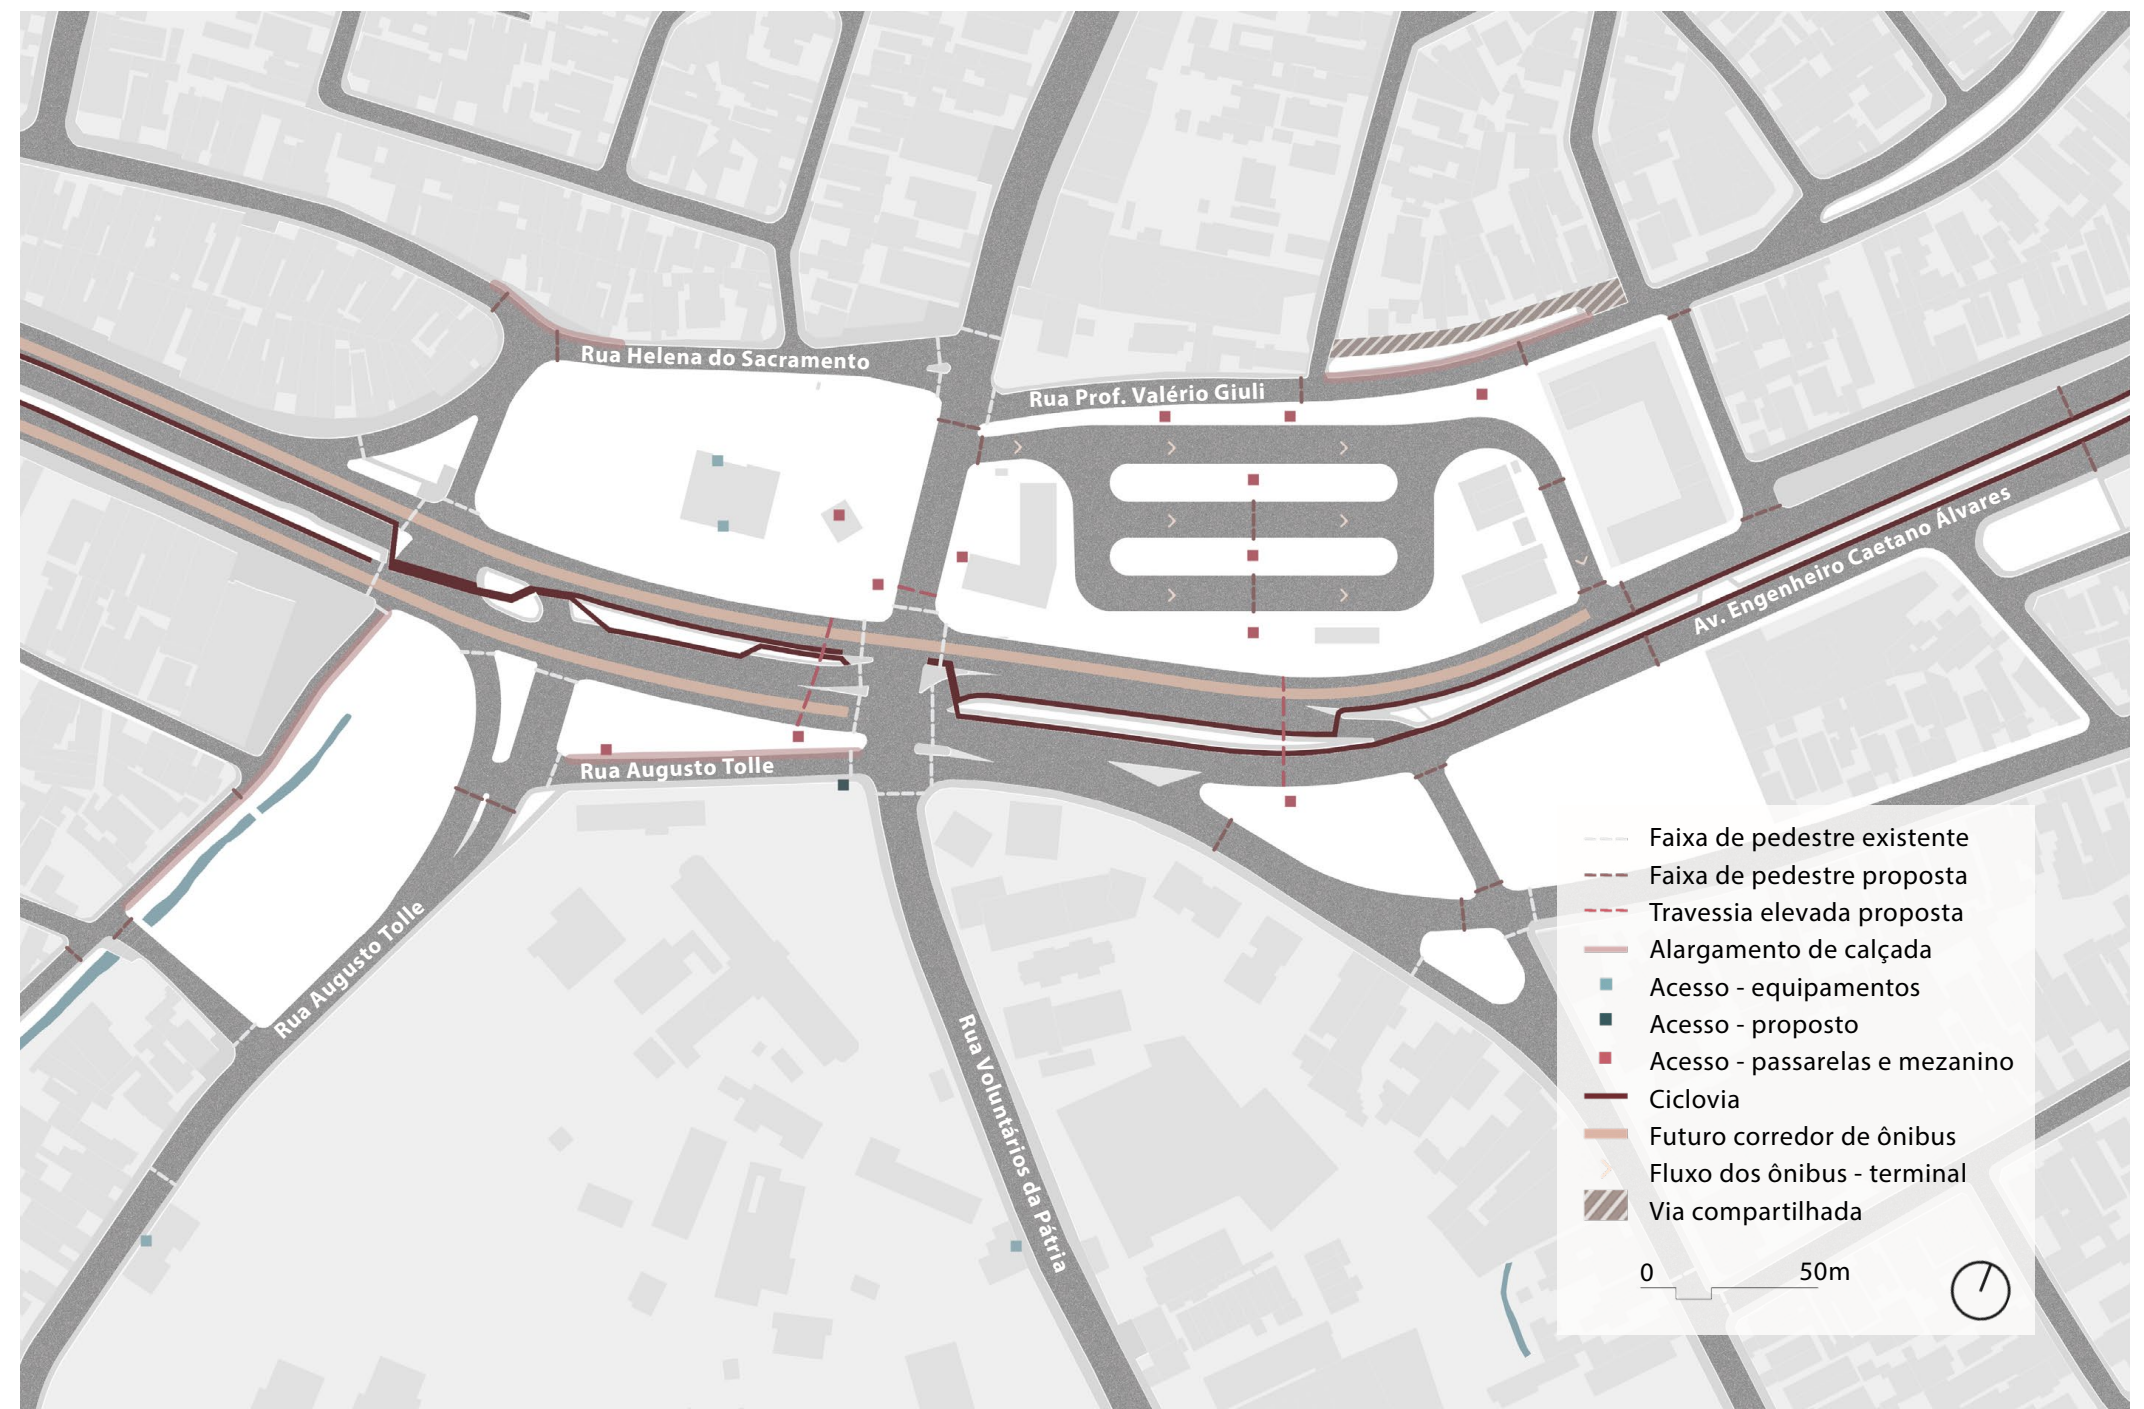 Rua Helena do Sacramento
Rua Prof. Valério Giuli
Av. Engenheiro Caetano Álvares
Rua Augusto Tolle
Rua Augusto Tolle
Rua Voluntários da Pátria
Faixa de pedestre existente
Faixa de pedestre proposta
Travessia elevada proposta
Alargamento de calçada
Acesso - equipamentos
Acesso - proposto
Acesso - passarelas e mezanino
Ciclovia
Futuro corredor de ônibus
Fluxo dos ônibus - terminal
Via compartilhada
0 50m